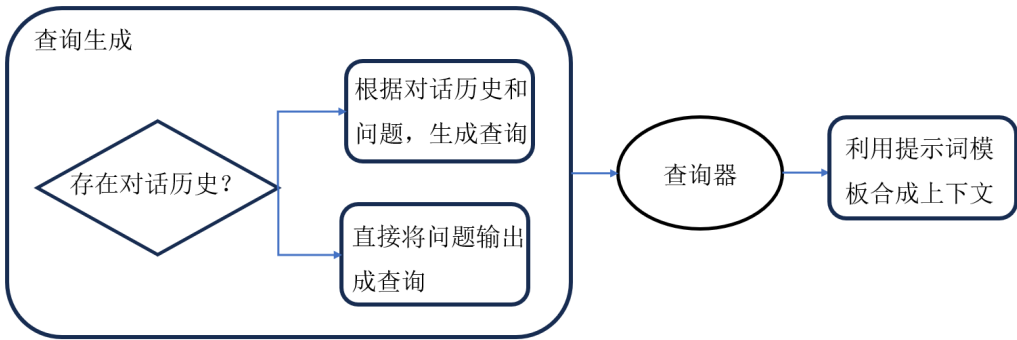 查询生成
存在对话历史？
根据对话历史和
问题，生成查询
直接将问题输出
成查询
查询器
利用提示词模
板合成上下文